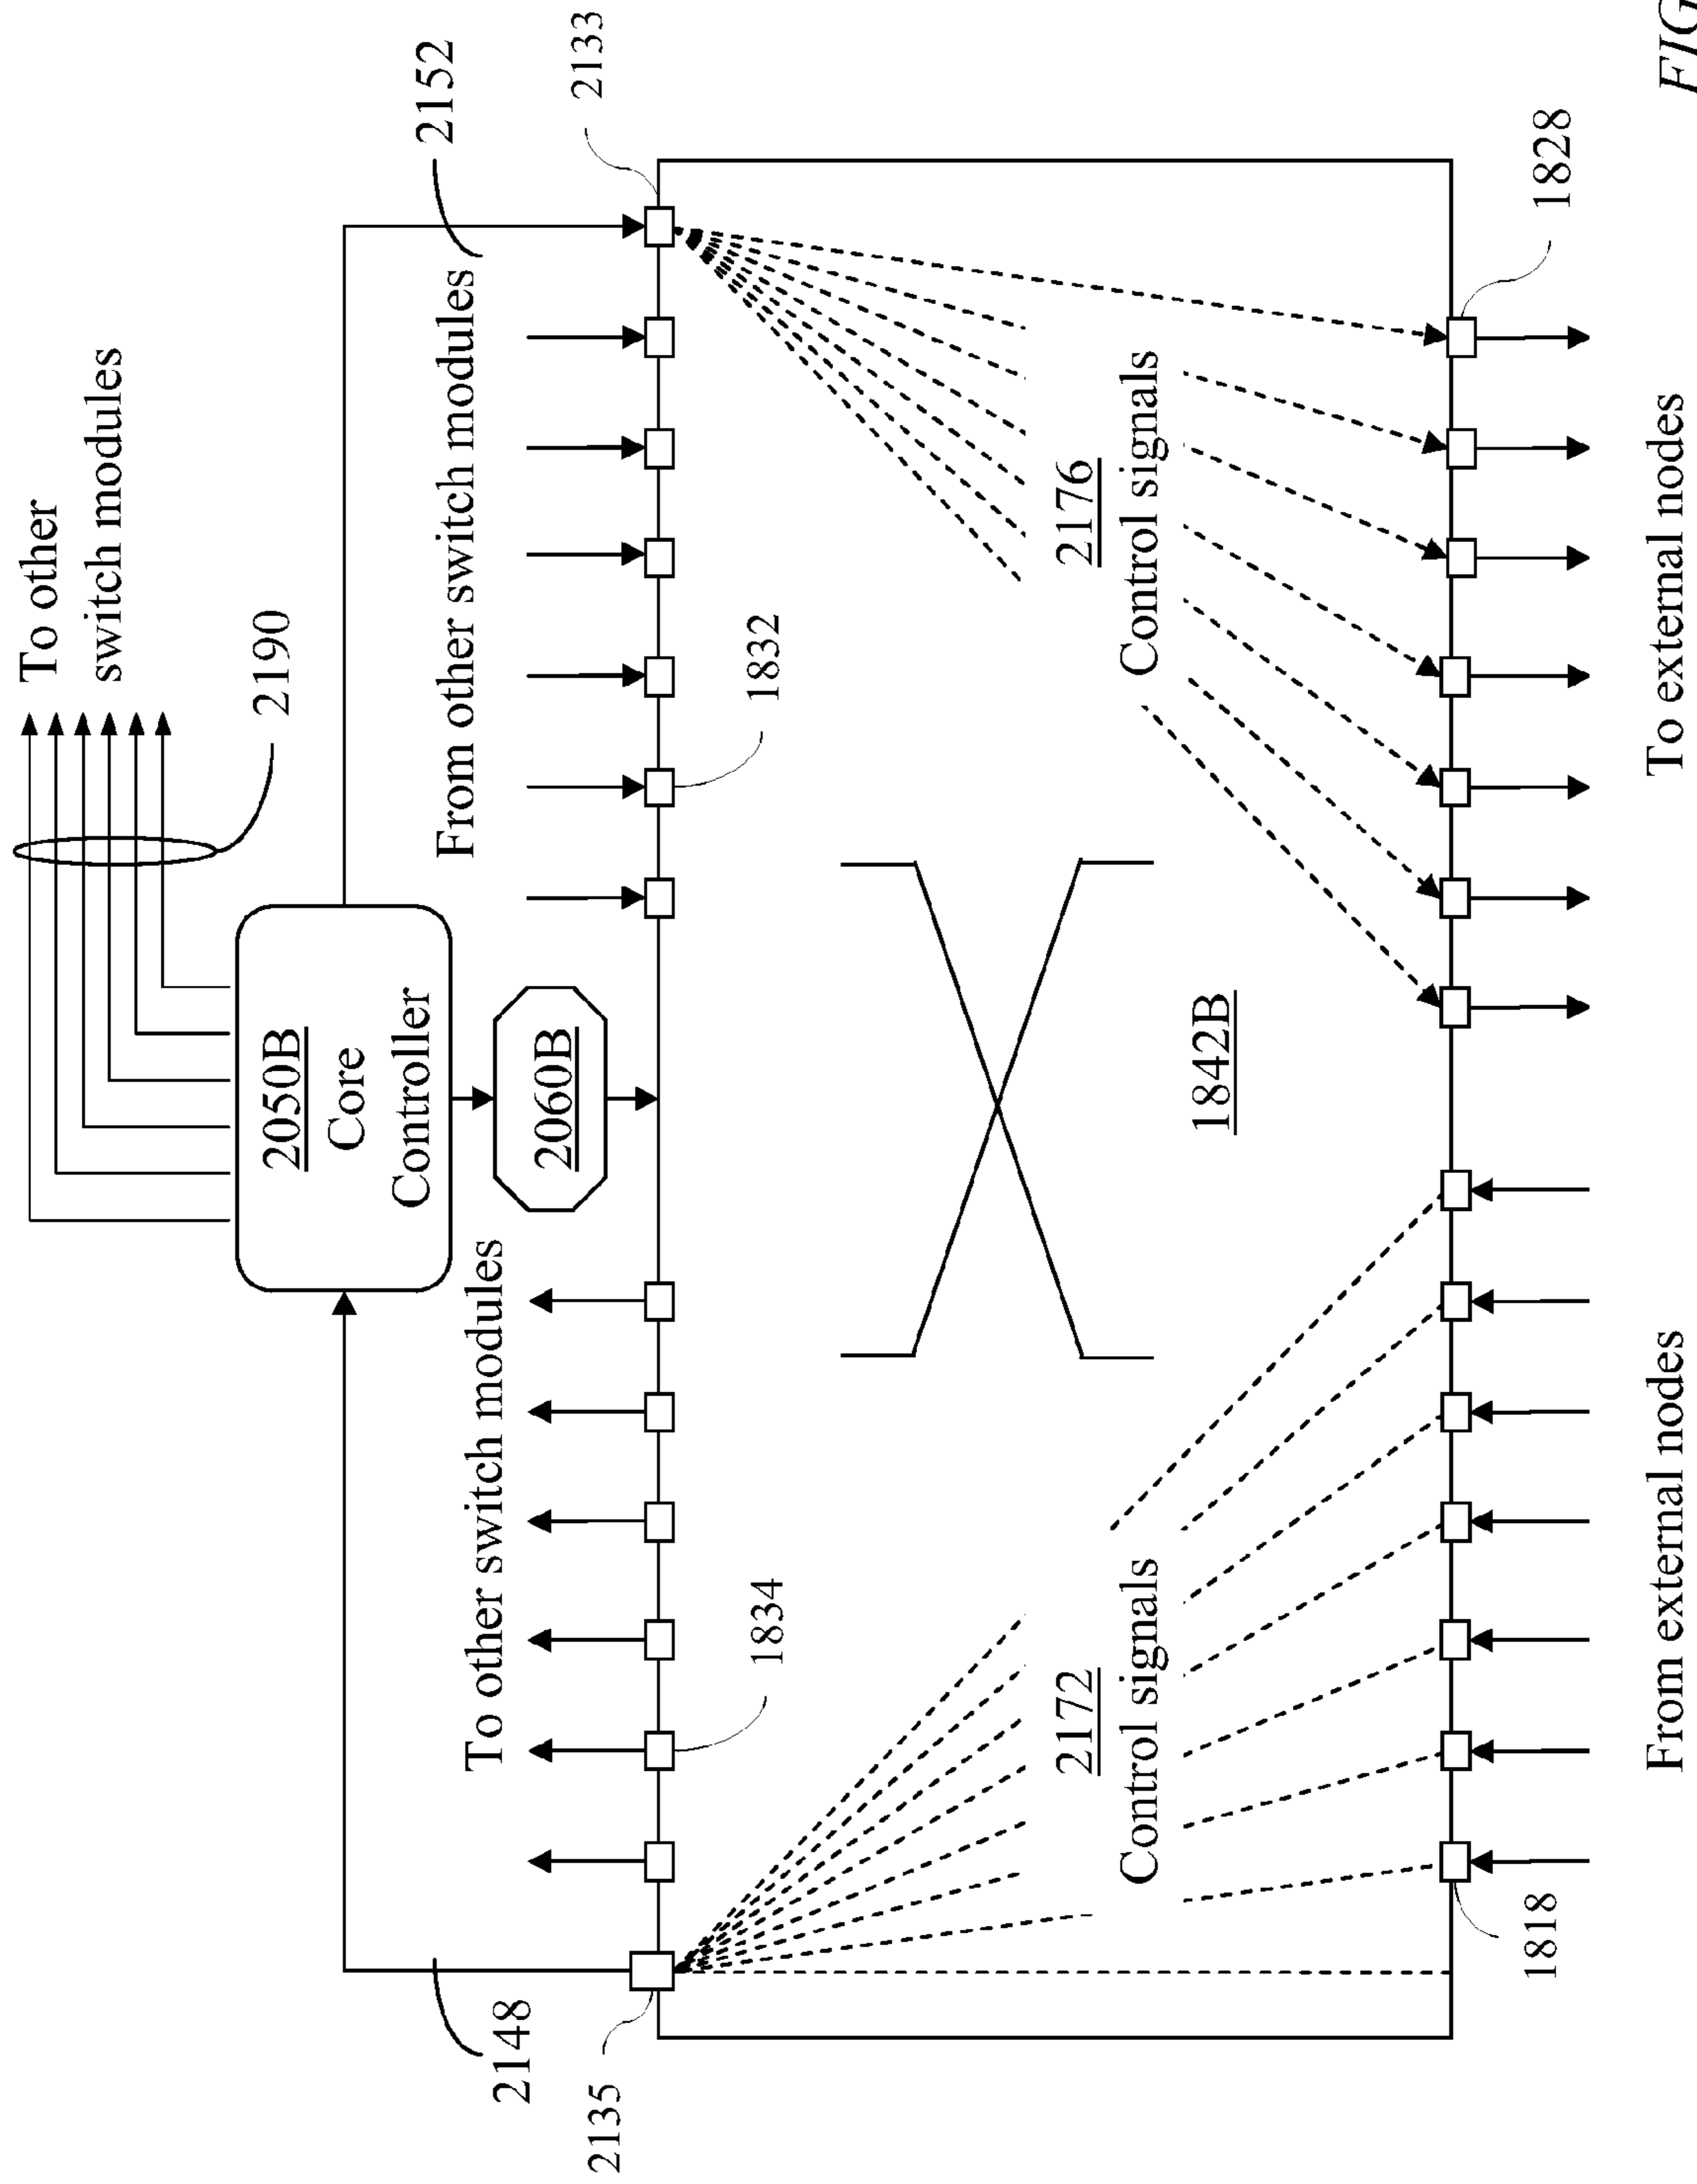 To other
switch modules
2190
2050B
Core
Controller
2148
2152
2060B
To other switch modules
From other switch modules
2135
2133
1834
1832
2172
Control signals
2176
Control signals
1842B
1818
1828
From external nodes
To external nodes
FIG